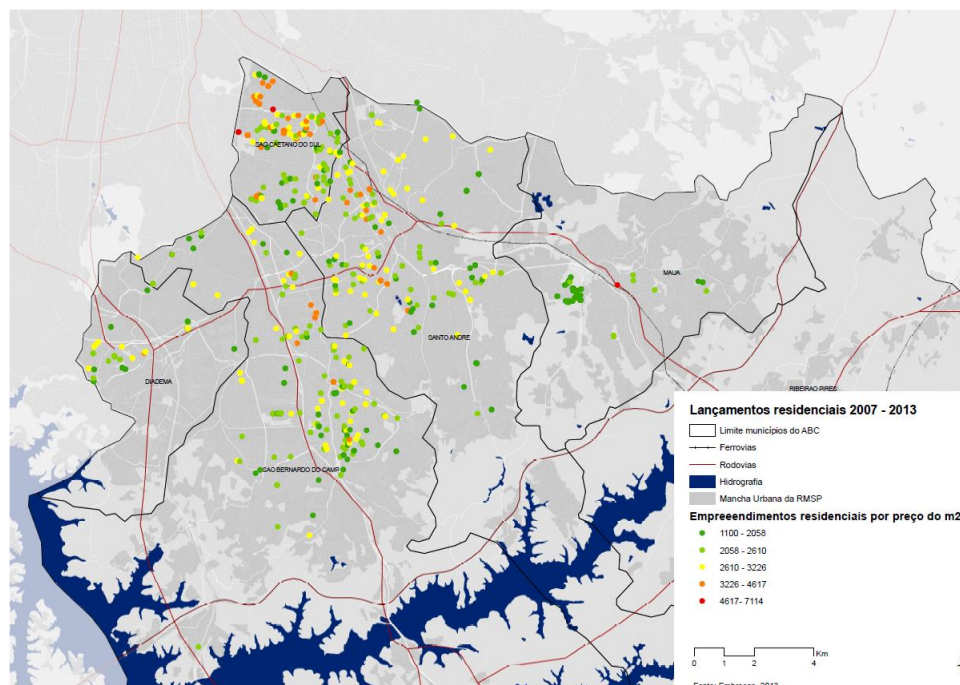 SAO CAETANO DO SUL
MAUA
SANTO ANDRE
DIADEMA
RIBEIRAO PIRES
SAO BERNARDO DO CAMPO
Lançamentos residenciais 2007 - 2013
Limite municípios do ABC
Ferrovias
Rodovias
Hidrografia
Mancha Urbana da RMSP
Empreeendimentos residenciais por preço do m2
1100 - 2058
2058 - 2610
2610 - 3226
3226 - 4617
4617- 7114
Km
0 1 2 4